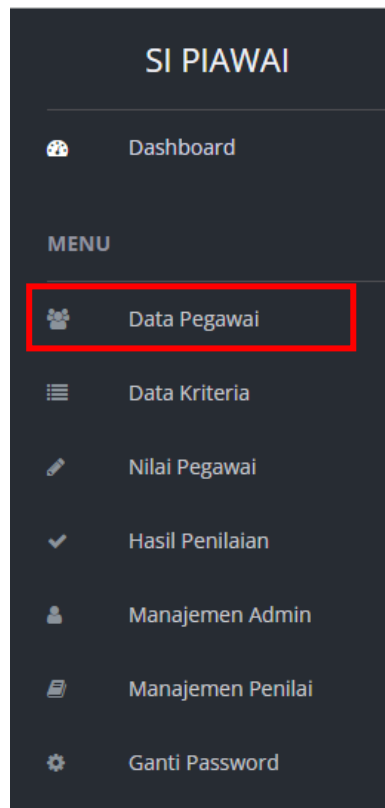 SI PIAWAI
Dashboard
MENU
Data Pegawai
Data Kriteria
Nilai Pegawai
Hasil Penilaian
Manajemen Admin
Manajemen Penilai
Ganti Password